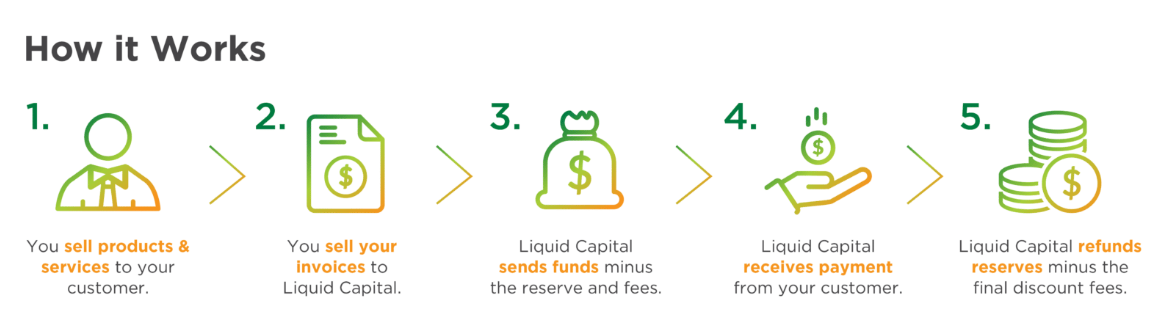 How it Works
1.
You sell products &
services to your
customer.
2.
$
You sell your
invoices to
Liquid Capital.
3.
$
Liquid Capital
sends funds minus
the reserve and fees.
4.
$
Liquid Capital
receives payment
from your customer.
5.
$
Liquid Capital refunds
reserves minus the
final discount fees.